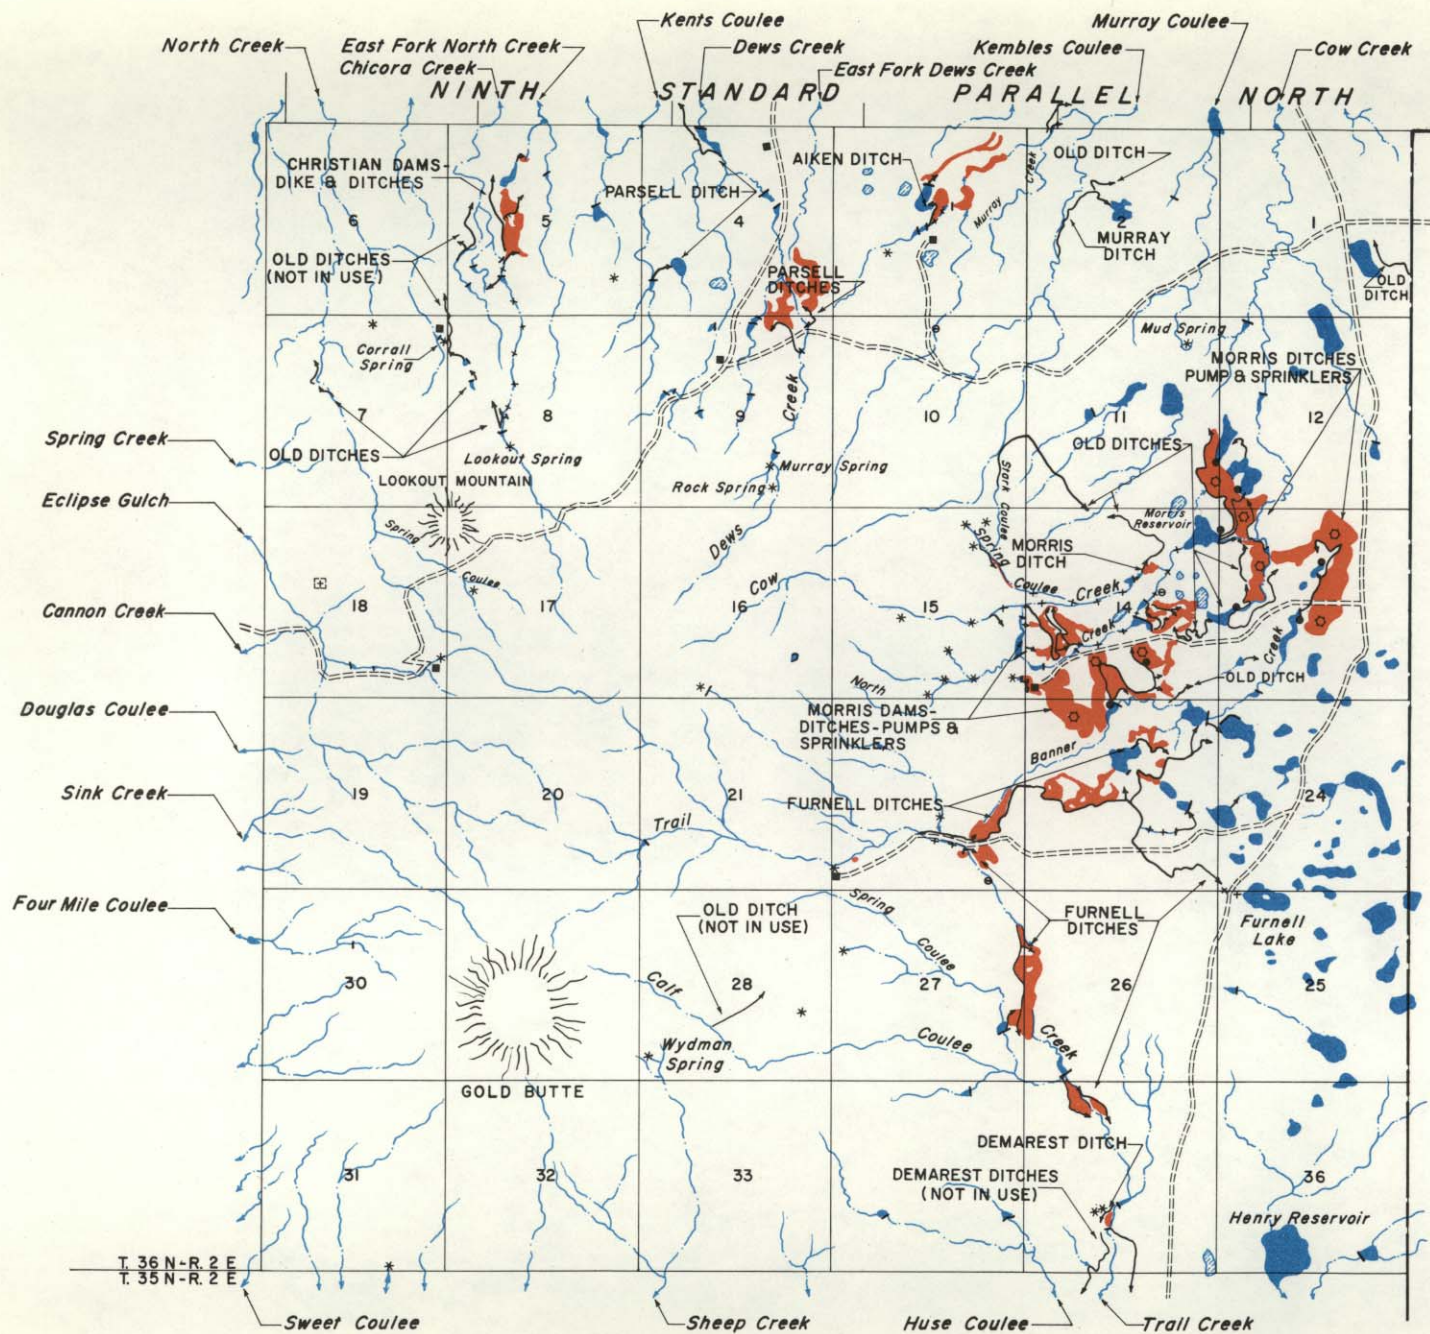 Kents Coulee
Murray Coulee
North Creek
East Fork North Creek
Dews Creek
Kembles Coulee
Cow Creek
Chicora Creek
East Fork Dews Creek
NINTH STANDARD PARALLEL NORTH
CHRISTIAN DAMS-
DIKE & DITCHES
AIKEN DITCH
Creek
OLD DITCH
PARSELL DITCH
Murray
6
5
4
2
1
MURRAY
DITCH
OLD DITCHES
(NOT IN USE)
PARSELL
DITCHES
OLD
DITCH
Corrall
Spring
Mud Spring
MORRIS DITCHES
PUMP & SPRINKLERS
Creek
7
8
9
10
11
12
Spring Creek
OLD DITCHES
Lookout Spring
Murray Spring
OLD DITCHES
LOOKOUT MOUNTAIN
Rock Spring
Stark Coulee
Eclipse Gulch
Spring
Coulee
Dews
Cow
Spring
Coulee
Creek
Morris
Reservoir
MORRIS
DITCH
Cannon Creek
18
17
16
15
14
Creek
Creek
North
OLD DITCH
Douglas Coulee
MORRIS DAMS-
DITCHES-PUMPS &
SPRINKLERS
Banner
Sink Creek
19
20
21
24
Trail
FURNELL DITCHES
Four Mile Coulee
Spring
Coulee
OLD DITCH
(NOT IN USE)
FURNELL
DITCHES
Furnell
Lake
30
28
27
26
25
Calf
Wydman
Spring
Coulee
Creek
GOLD BUTTE
DEMAREST DITCH
31
32
33
36
DEMAREST DITCHES
(NOT IN USE)
Henry Reservoir
T. 36 N-R. 2 E
T. 35 N-R. 2 E
Sweet Coulee
Sheep Creek
Huse Coulee
Trail Creek